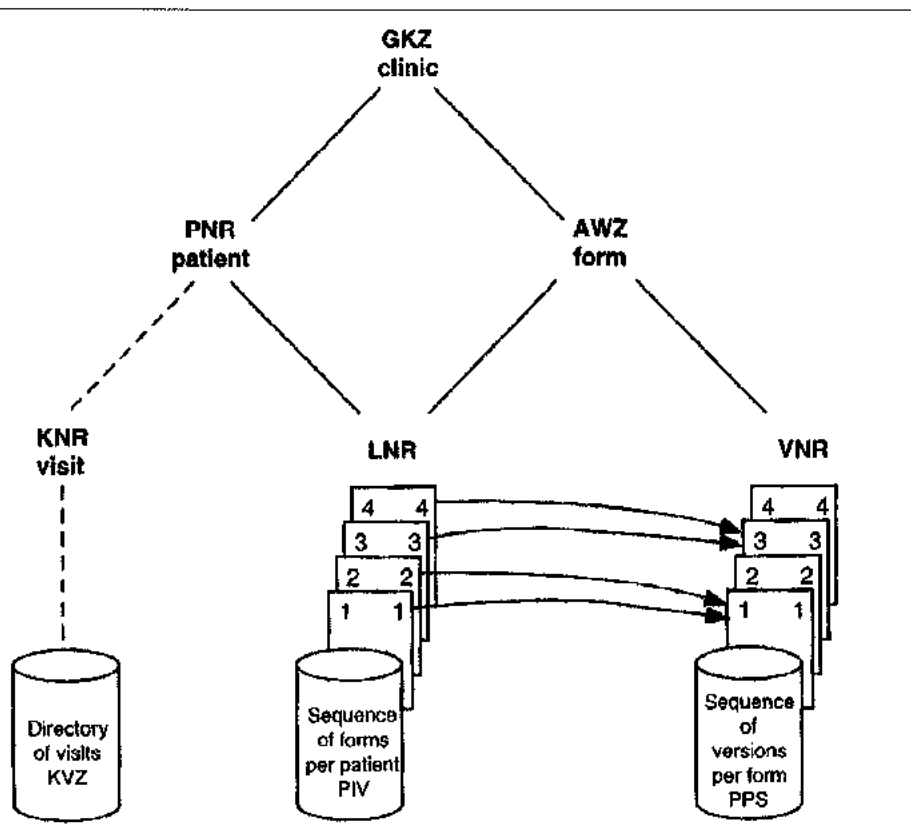 GKZ
clinic
PNR
patient
AWZ
form
KNR
visit
LNR
VNR
4 4
3 3
2 2
1 1
4 4
3 3
2 2
1 1
Directory
of visits
KVZ
Sequence
of forms
per patient
PIV
Sequence
of
versions
per form
PPS